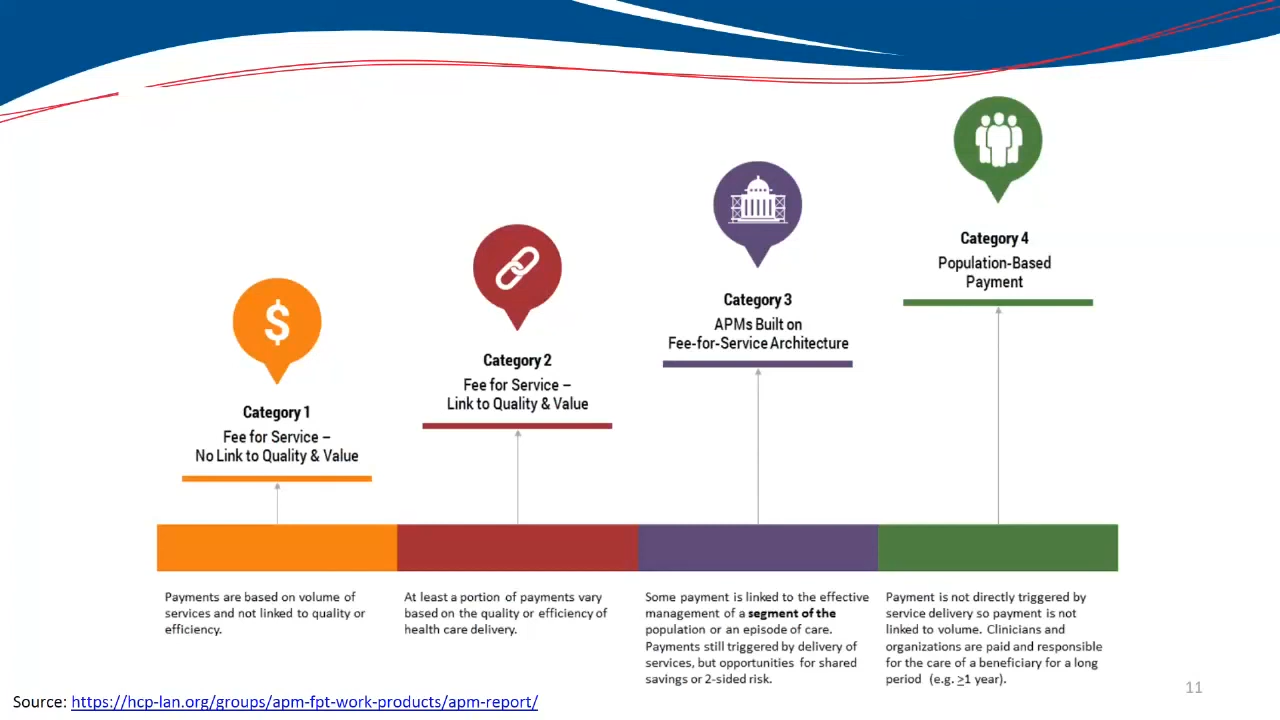 $
Category 1
Fee for Service –
No Link to Quality & Value
Category 2
Fee for Service –
Link to Quality & Value
Category 3
APMs Built on
Fee-for-Service Architecture
Category 4
Population-Based
Payment
Payments are based on volume of
services and not linked to quality or
efficiency.
At least a portion of payments vary
based on the quality or efficiency of
health care delivery.
Some payment is linked to the effective
management of a segment of the
population or an episode of care.
Payments still triggered by delivery of
services, but opportunities for shared
savings or 2-sided risk.
Payment is not directly triggered by
service delivery so payment is not
linked to volume. Clinicians and
organizations are paid and responsible
for the care of a beneficiary for a long
period (e.g. ≥1 year).
Source: https://hcp-lan.org/groups/apm-fpt-work-products/apm-report/
11